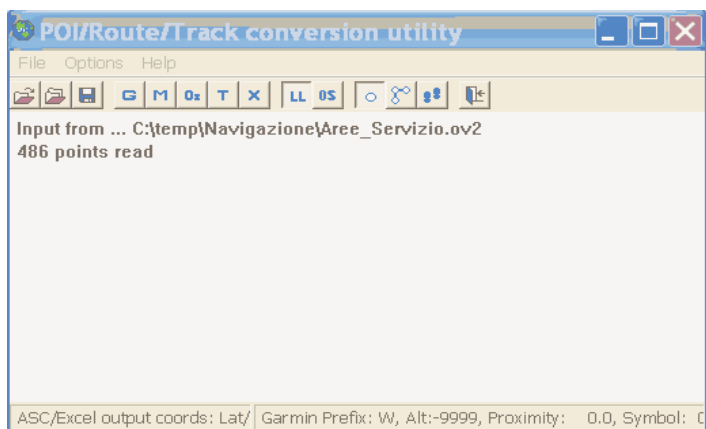 POI/Route/Track conversion utility
File Options Help
G M Oz T X LL OS
Input from ... C:\temp\Navigazione\Aree_Servizio.ov2
486 points read
ASC/Excel output coords: Lat/ Garmin Prefix: W, Alt:-9999, Proximity: 0.0, Symbol: